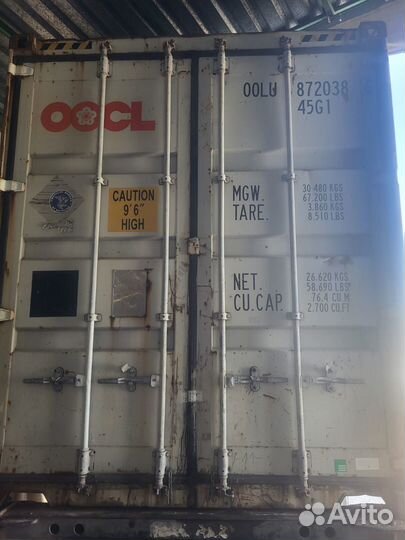 OOCL
OOLU 872038
45G1
CAUTION
9'6"
HIGH
MGW. 30 480 KGS
67.200 LBS
TARE. 3.860 KGS
8.510 LBS
NET. 26.620 KGS
58.690 LBS
CU.CAP. 76.4 CU.M
2.700 CU.FT
Avito